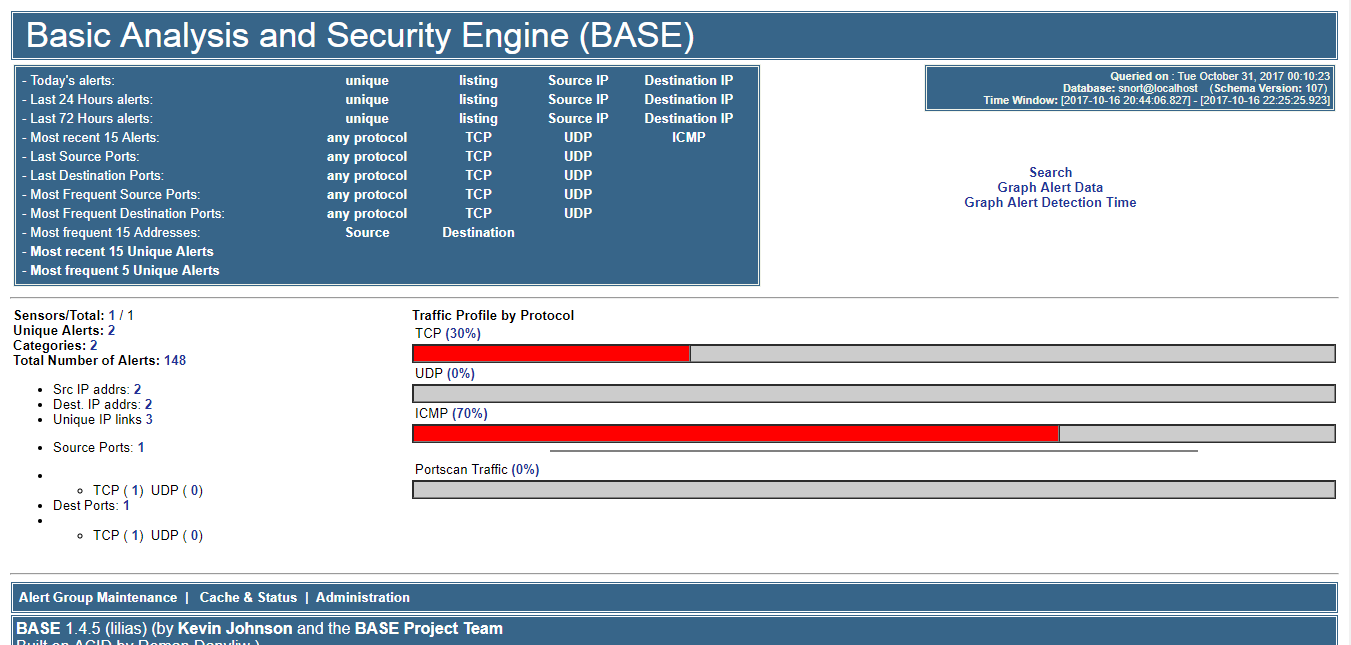 Basic Analysis and Security Engine (BASE)
- Today's alerts: unique listing Source IP Destination IP
- Last 24 Hours alerts: unique listing Source IP Destination IP
- Last 72 Hours alerts: unique listing Source IP Destination IP
- Most recent 15 Alerts: any protocol TCP UDP ICMP
- Last Source Ports: any protocol TCP UDP
- Last Destination Ports: any protocol TCP UDP
- Most Frequent Source Ports: any protocol TCP UDP
- Most Frequent Destination Ports: any protocol TCP UDP
- Most frequent 15 Addresses: Source Destination
- Most recent 15 Unique Alerts
- Most frequent 5 Unique Alerts
Queried on : Tue October 31, 2017 00:10:23
Database: snort@localhost (Schema Version: 107)
Time Window: [2017-10-16 20:44:06.827] - [2017-10-16 22:25:25.923]
Search
Graph Alert Data
Graph Alert Detection Time
Sensors/Total: 1 / 1
Unique Alerts: 2
Categories: 2
Total Number of Alerts: 148
• Src IP addrs: 2
• Dest. IP addrs: 2
• Unique IP links 3
• Source Ports: 1
•
◦ TCP ( 1) UDP ( 0)
• Dest Ports: 1
•
◦ TCP ( 1) UDP ( 0)
Traffic Profile by Protocol
TCP (30%)
UDP (0%)
ICMP (70%)
Portscan Traffic (0%)
Alert Group Maintenance | Cache & Status | Administration
BASE 1.4.5 (lilias) (by Kevin Johnson and the BASE Project Team
Built on ACID by Roman Danyliw )